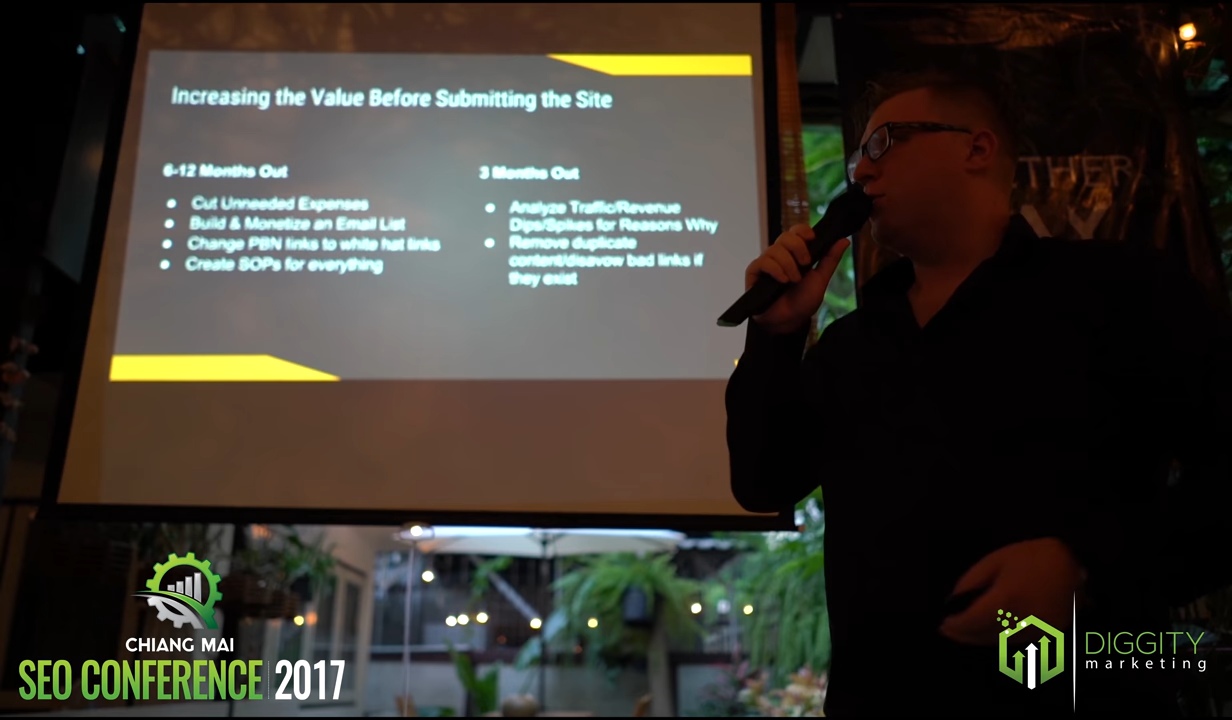 Increasing the Value Before Submitting the Site
6-12 Months Out
Cut Unneeded Expenses
Build & Monetize an Email List
Change PBN links to white hat links
Create SOPs for everything
3 Months Out
Analyze Traffic/Revenue
Dips/Spikes for Reasons Why
Remove duplicate
content/disavow bad links if
they exist
THER
CHIANG MAI
SEO CONFERENCE 2017
DIGGITY
marketing